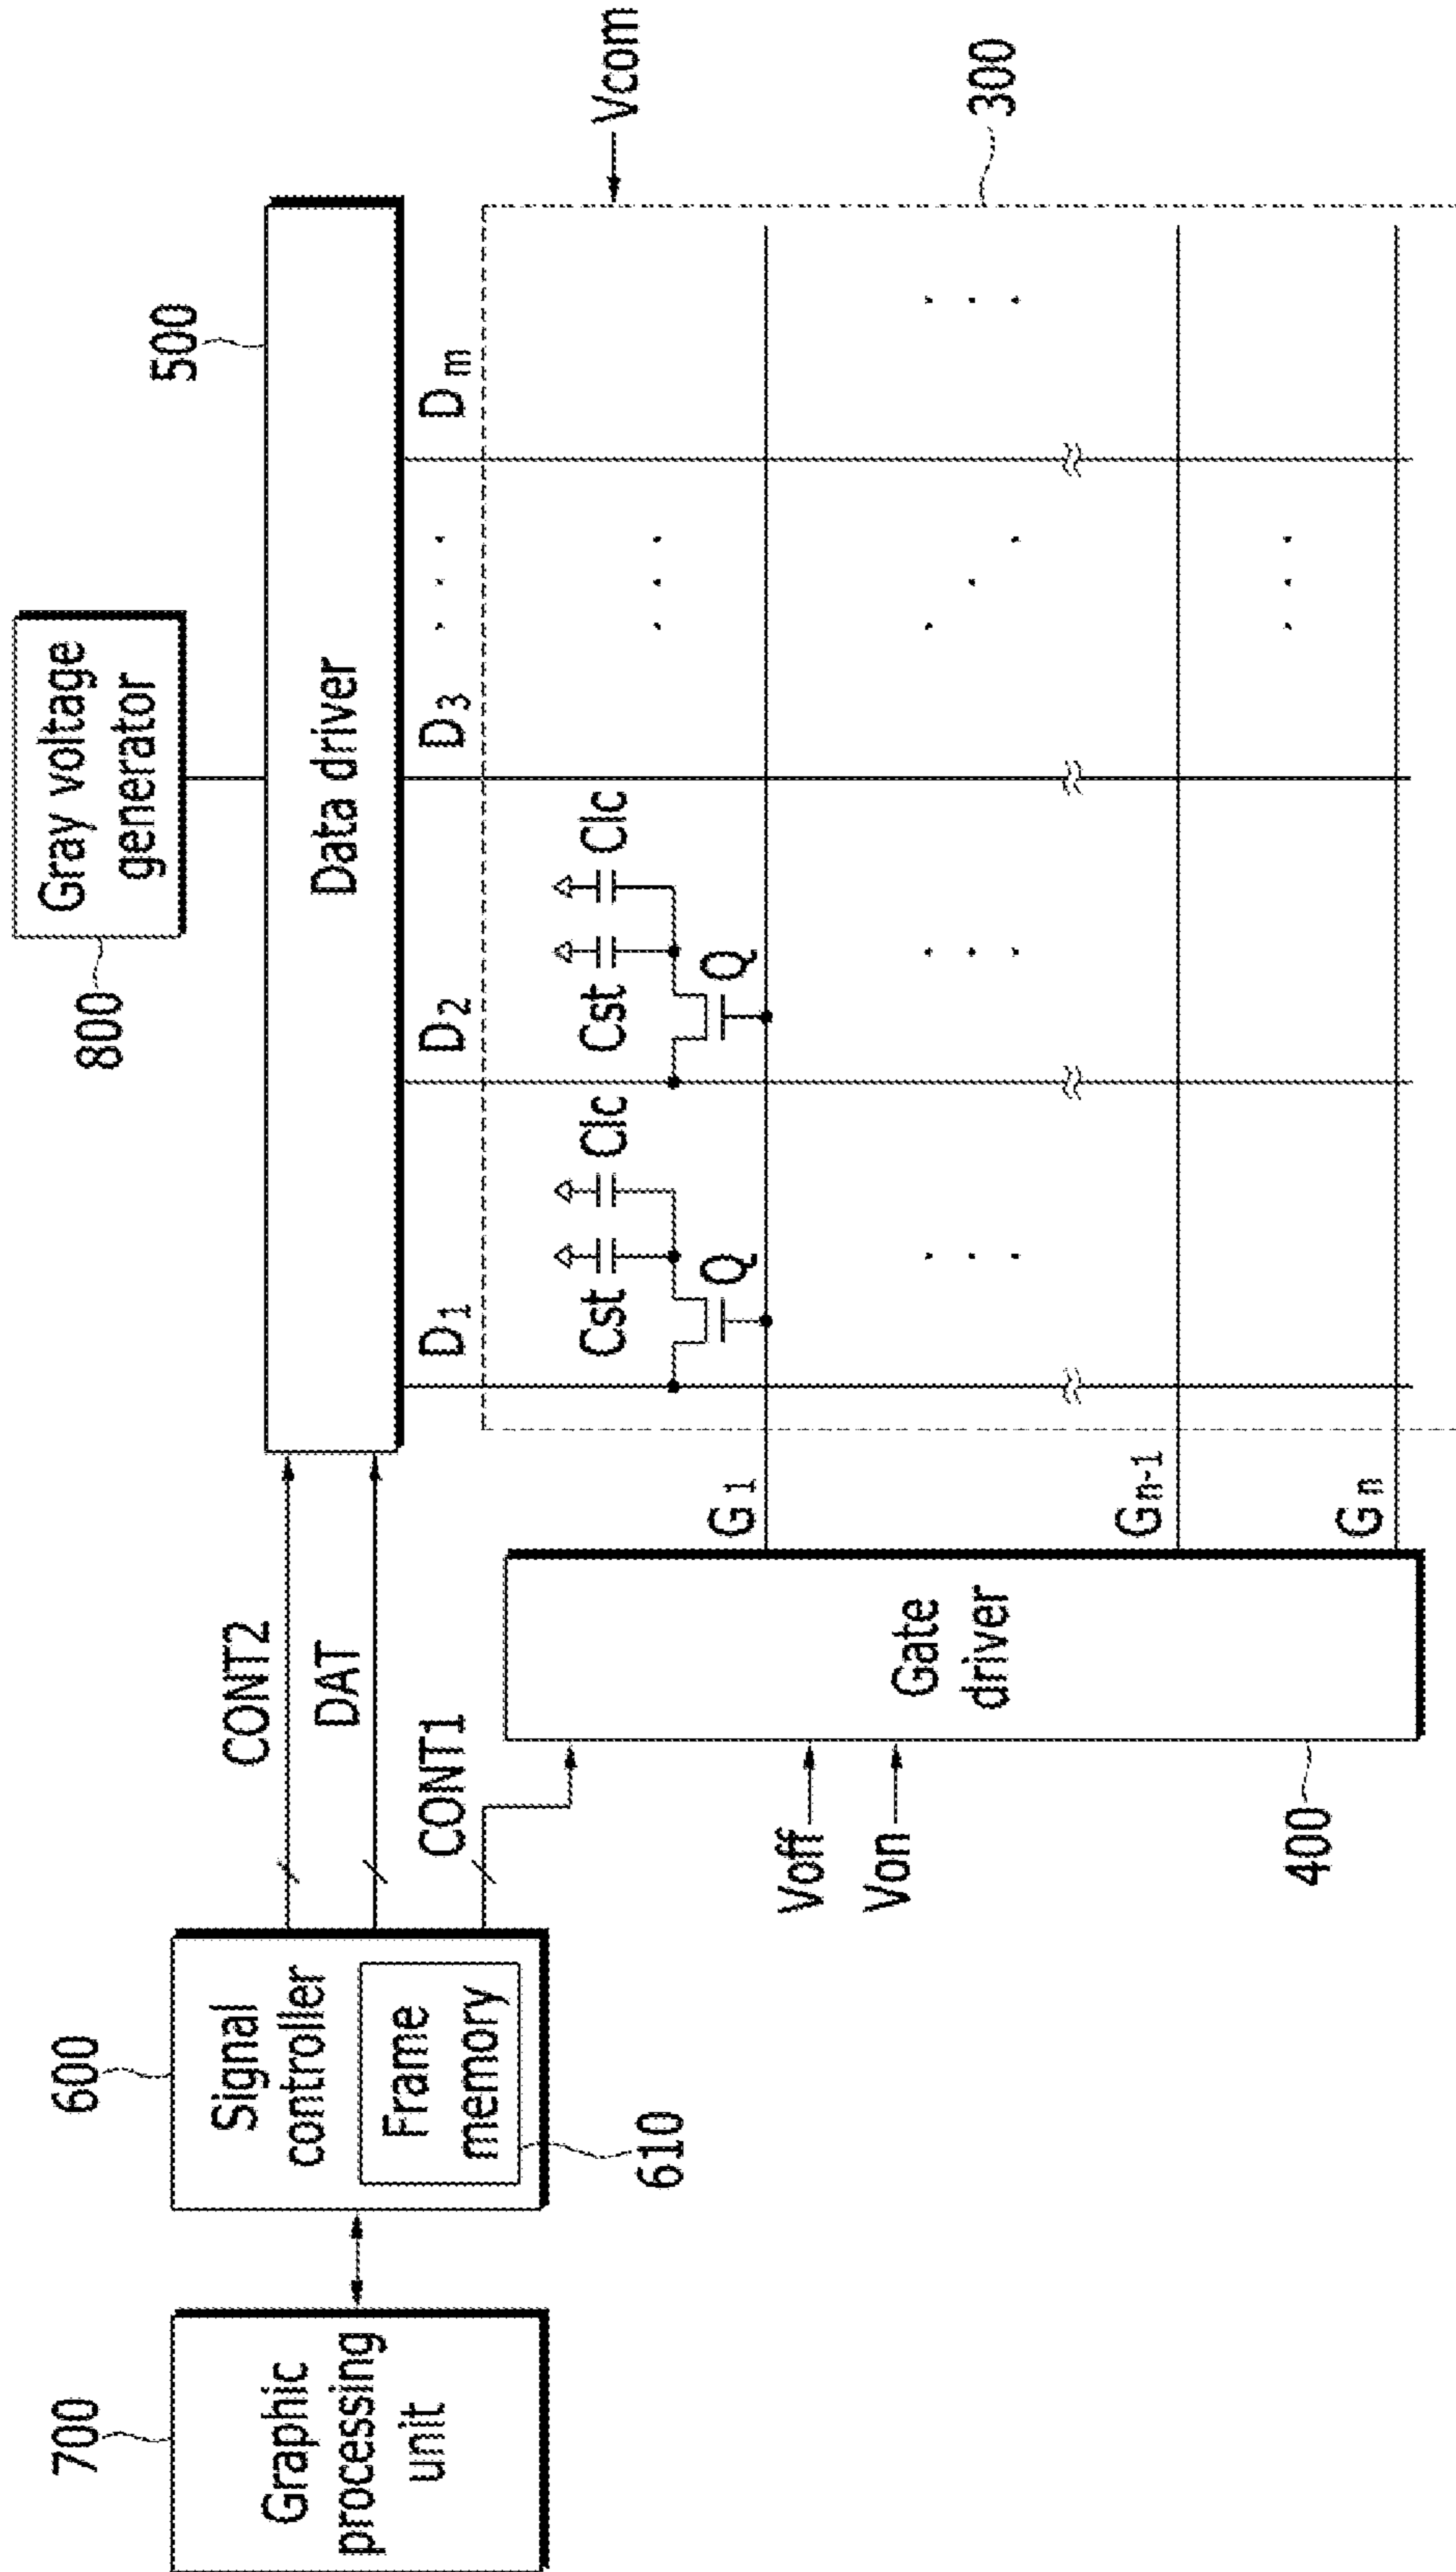 800
Gray voltage
generator
500
700
600
Graphic
processing
unit
Signal
controller
Frame
memory
610
CONT2
DAT
CONT1
Data driver
D1
D2
D3
. . .
Dm
Vcom
Cst
Clc
Q
Cst
Clc
Q
300
G1
Gn-1
Gn
Gate
driver
Voff
Von
400